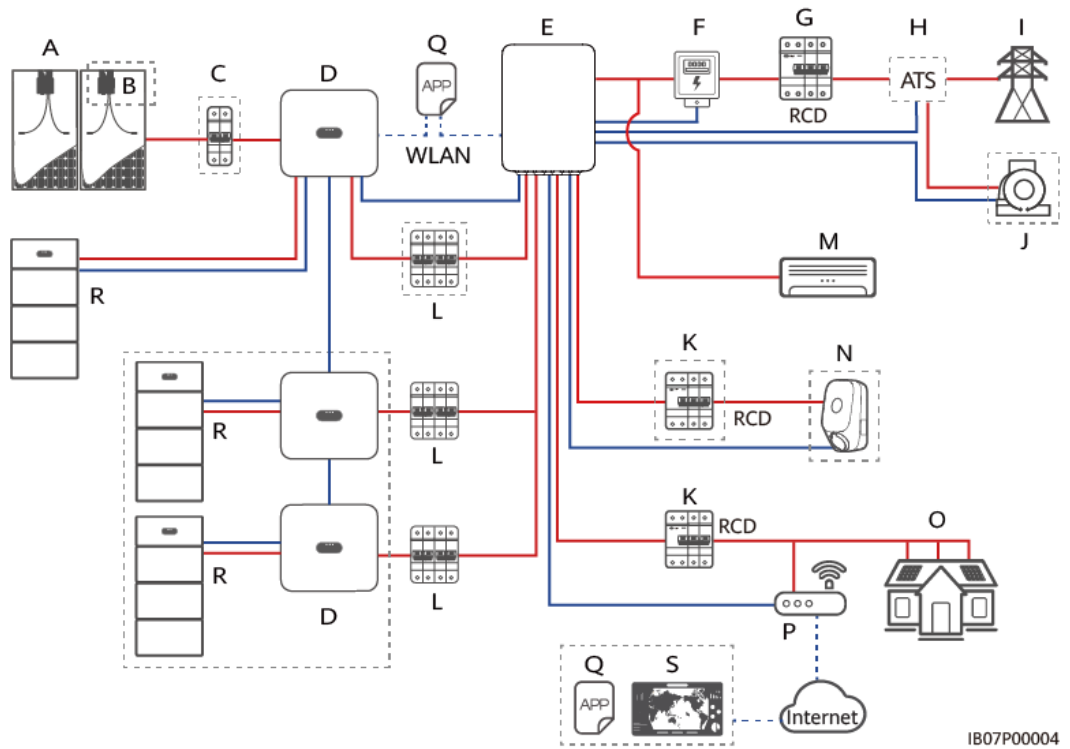 A
B
C
D
Q
APP
WLAN
E
F
G
RCD
H
ATS
I
J
R
L
M
K
RCD
N
R
L
K
RCD
O
R
D
L
P
Q
APP
S
Internet
IB07P00004